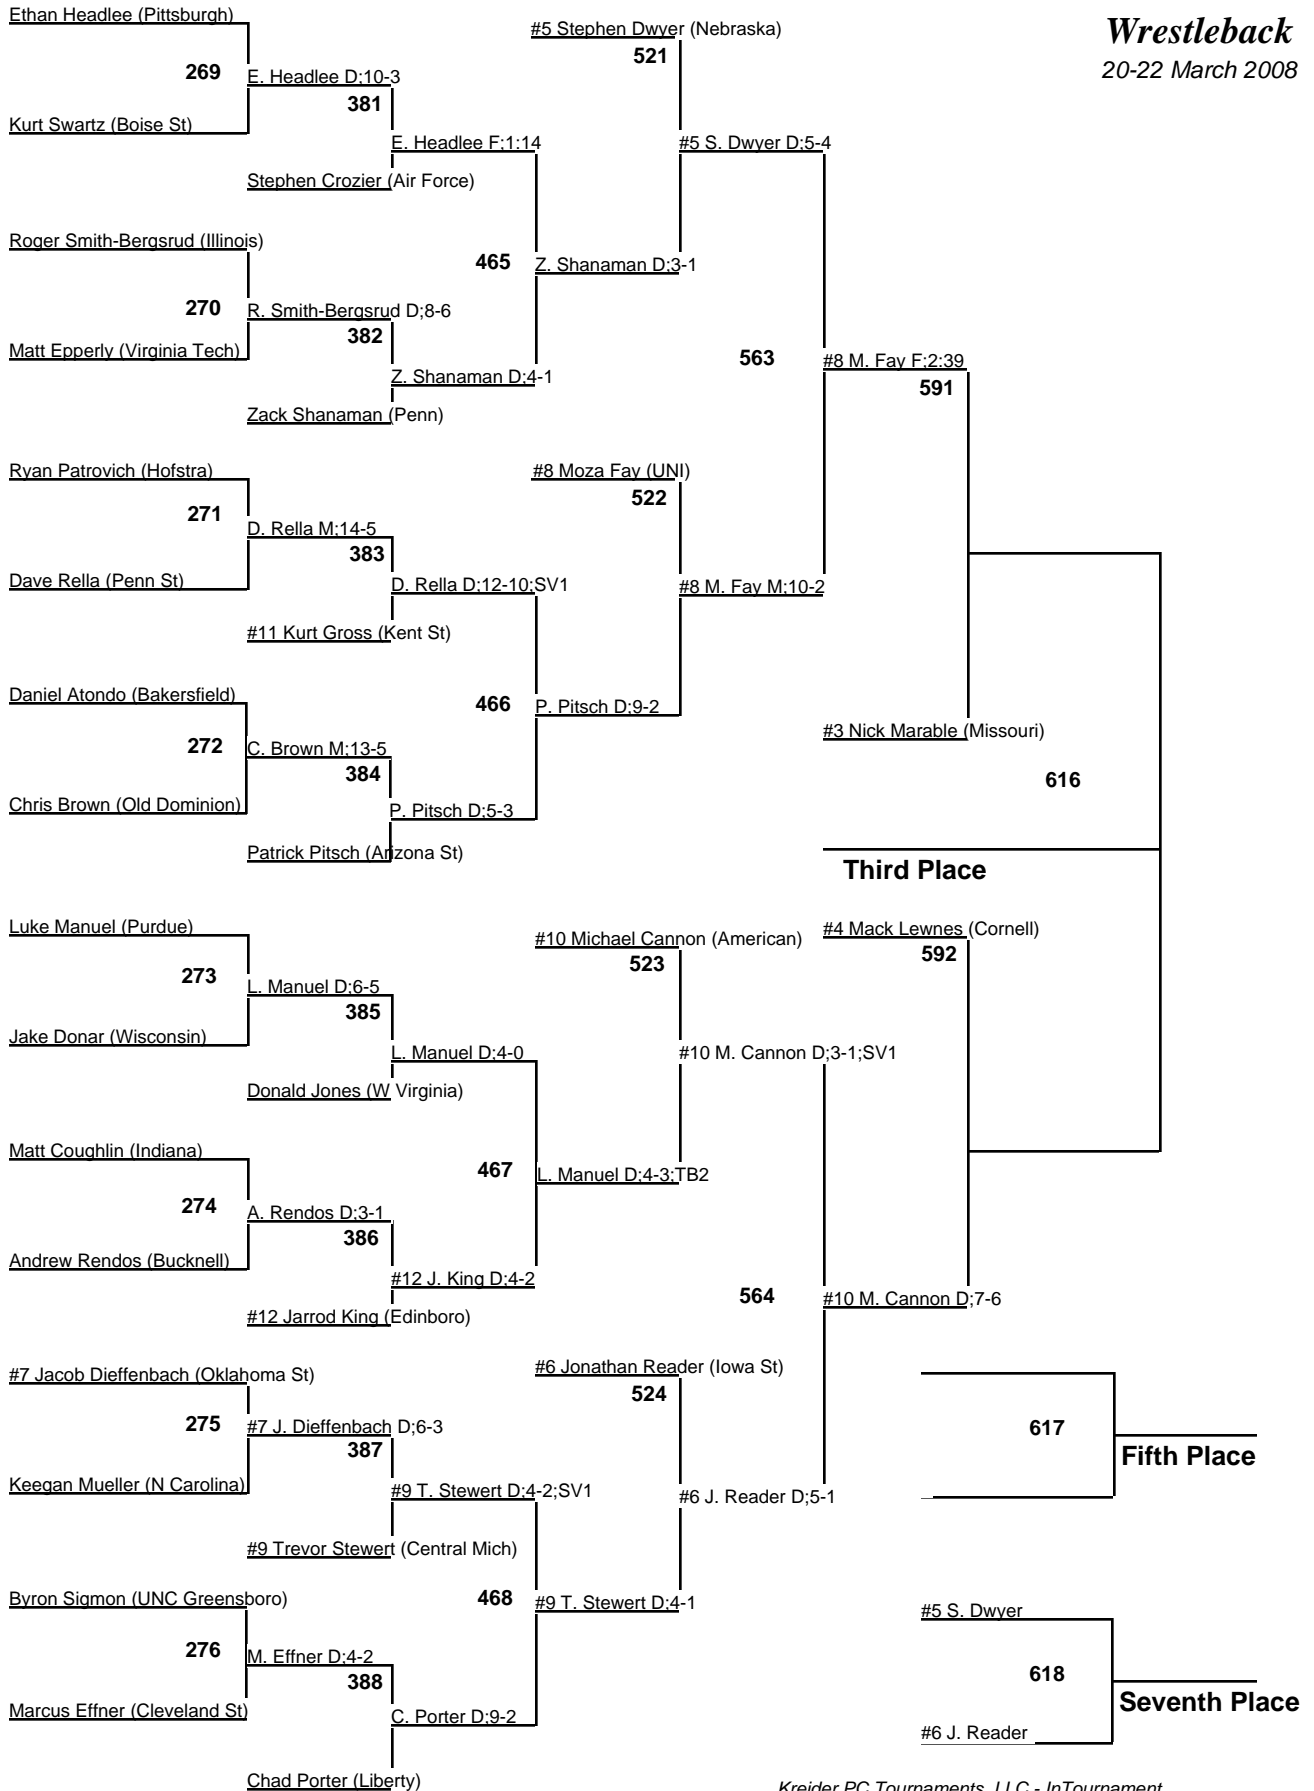 Ethan Headlee (Pittsburgh)
#5 Stephen Dwyer (Nebraska)
Wrestleback
20-22 March 2008
521
269
E. Headlee D;10-3
381
Kurt Swartz (Boise St)
E. Headlee F;1:14
#5 S. Dwyer D;5-4
Stephen Crozier (Air Force)
Roger Smith-Bergsrud (Illinois)
465
Z. Shanaman D;3-1
270
R. Smith-Bergsrud D;8-6
382
Matt Epperly (Virginia Tech)
563
#8 M. Fay F;2:39
Z. Shanaman D;4-1
591
Zack Shanaman (Penn)
Ryan Patrovich (Hofstra)
#8 Moza Fay (UNI)
522
271
D. Rella M;14-5
383
Dave Rella (Penn St)
D. Rella D;12-10;SV1
#8 M. Fay M;10-2
#11 Kurt Gross (Kent St)
Daniel Atondo (Bakersfield)
466
P. Pitsch D;9-2
#3 Nick Marable (Missouri)
272
C. Brown M;13-5
384
616
Chris Brown (Old Dominion)
P. Pitsch D;5-3
Patrick Pitsch (Arizona St)
Third Place
Luke Manuel (Purdue)
#10 Michael Cannon (American)
#4 Mack Lewnes (Cornell)
523
592
273
L. Manuel D;6-5
385
Jake Donar (Wisconsin)
L. Manuel D;4-0
#10 M. Cannon D;3-1;SV1
Donald Jones (W Virginia)
Matt Coughlin (Indiana)
467
L. Manuel D;4-3;TB2
274
A. Rendos D;3-1
386
Andrew Rendos (Bucknell)
#12 J. King D;4-2
564
#10 M. Cannon D;7-6
#12 Jarrod King (Edinboro)
#7 Jacob Dieffenbach (Oklahoma St)
#6 Jonathan Reader (Iowa St)
524
275
#7 J. Dieffenbach D;6-3
617
387
Fifth Place
Keegan Mueller (N Carolina)
#9 T. Stewert D;4-2;SV1
#6 J. Reader D;5-1
#9 Trevor Stewert (Central Mich)
Byron Sigmon (UNC Greensboro)
468
#9 T. Stewert D;4-1
#5 S. Dwyer
276
M. Effner D;4-2
388
618
Marcus Effner (Cleveland St)
C. Porter D;9-2
Seventh Place
#6 J. Reader
Chad Porter (Liberty)
Kreider PC Tournaments, LLC - InTournament